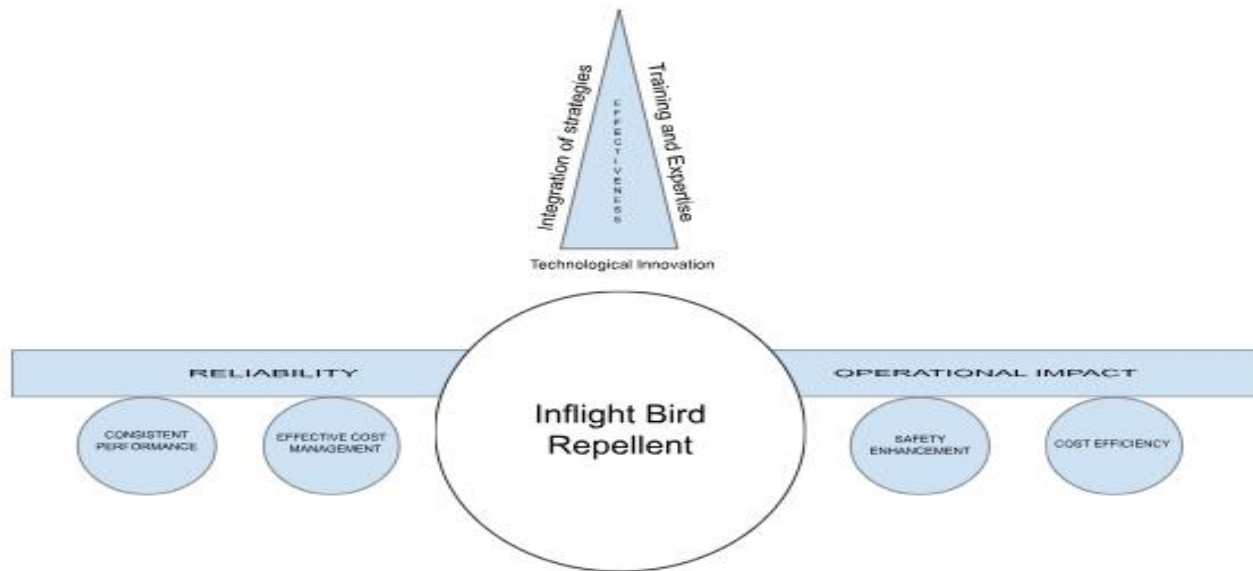 Integration of strategies
EFFECTIVENESS
Training and Expertise
Technological Innovation
RELIABILITY
OPERATIONAL IMPACT
CONSISTENT
PERFORMANCE
EFFECTIVE COST
MANAGEMENT
Inflight Bird
Repellent
SAFETY
ENHANCEMENT
COST EFFICIENCY